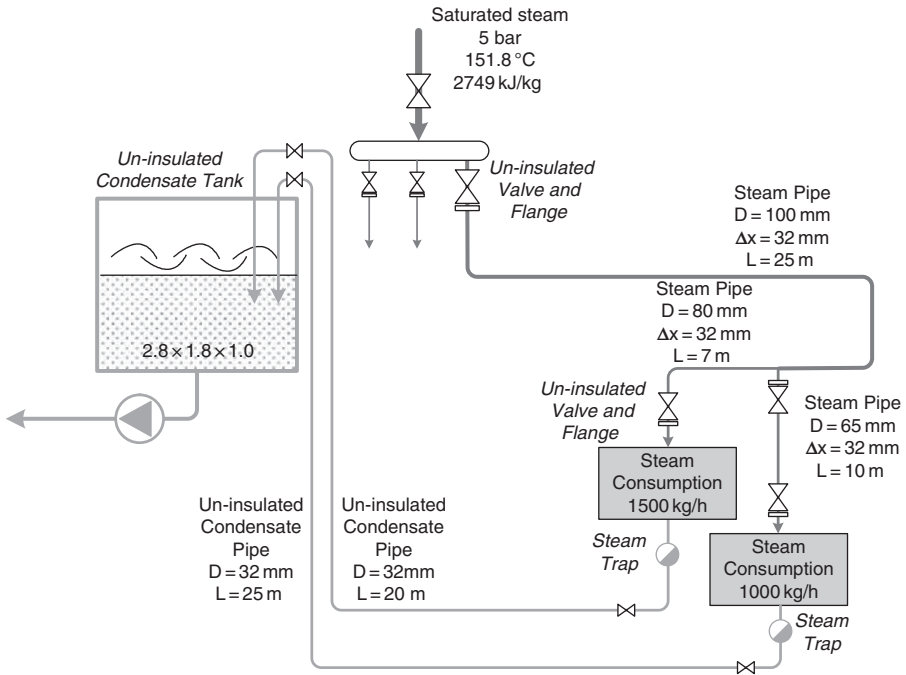 Saturated steam
5 bar
151.8 °C
2749 kJ/kg
Un-insulated
Condensate Tank
Un-insulated
Valve and
Flange
Steam Pipe
D = 100 mm
Δx = 32 mm
L = 25 m
Steam Pipe
D = 80 mm
Δx = 32 mm
L = 7 m
2.8 × 1.8 × 1.0
Un-insulated
Valve and
Flange
Steam Pipe
D = 65 mm
Δx = 32 mm
L = 10 m
Steam
Consumption
1500 kg/h
Un-insulated
Condensate
Pipe
D = 32 mm
L = 25 m
Un-insulated
Condensate
Pipe
D = 32mm
L = 20 m
Steam
Trap
Steam
Consumption
1000 kg/h
Steam
Trap